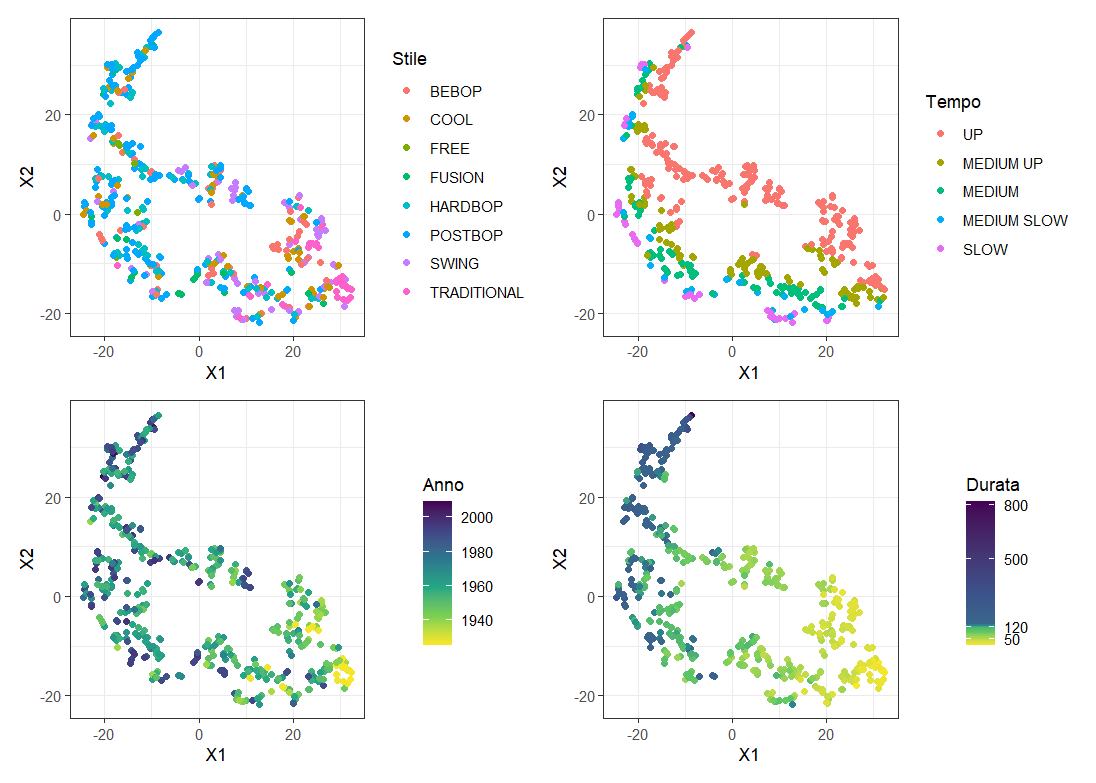 Stile
BEBOP
COOL
FREE
FUSION
HARDBOP
POSTBOP
SWING
TRADITIONAL
X2
20
0
-20
-20
0
20
X1
Tempo
UP
MEDIUM UP
MEDIUM
MEDIUM SLOW
SLOW
X2
20
0
-20
-20
0
20
X1
Anno
2000
1980
1960
1940
X2
20
0
-20
-20
0
20
X1
Durata
800
500
120
50
X2
20
0
-20
-20
0
20
X1